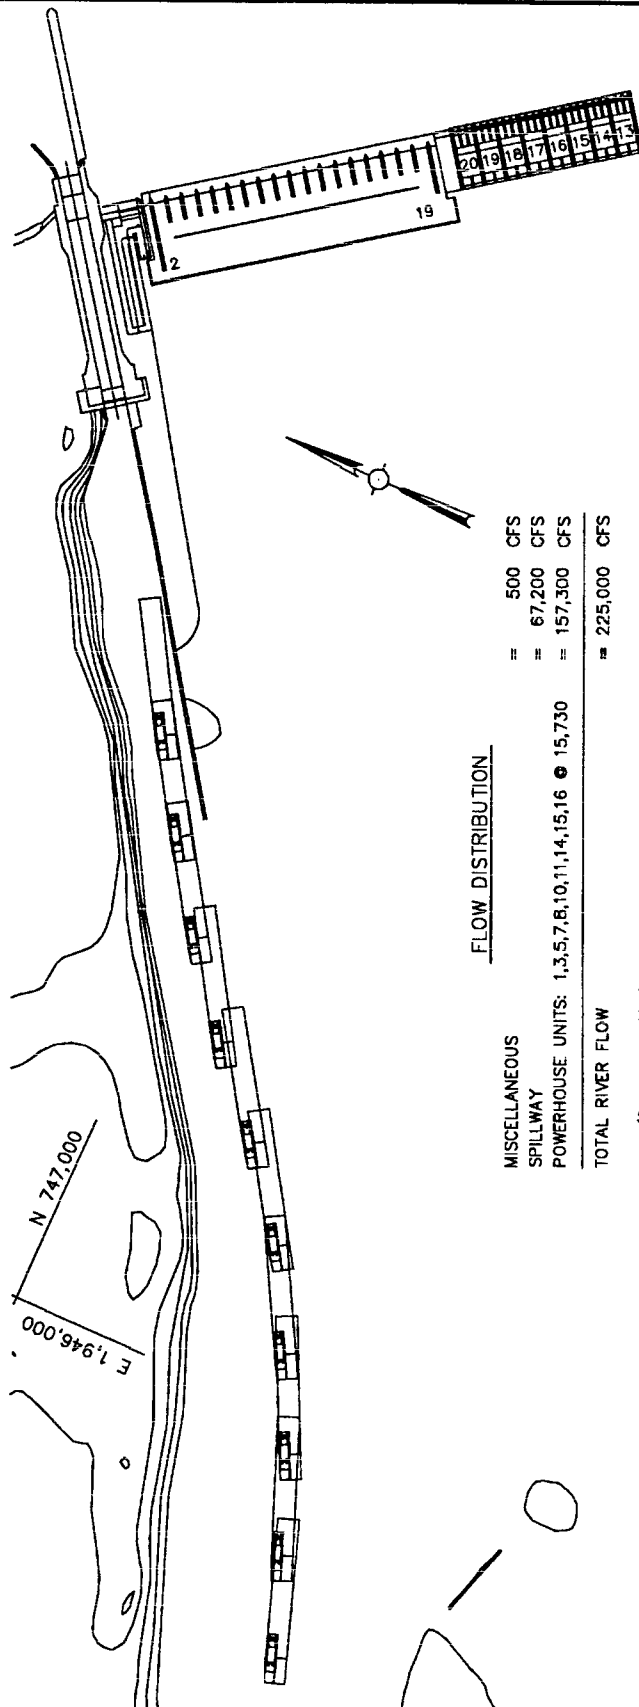 20 19 18 17 16 15 14 13
19
2
FLOW DISTRIBUTION
MISCELLANEOUS = 500 CFS
SPILLWAY = 67,200 CFS
POWERHOUSE UNITS: 1,3,5,7,8,10,11,14,15,16 @ 15,730 = 157,300 CFS
TOTAL RIVER FLOW = 225,000 CFS
N 747,000
E 1,946,000